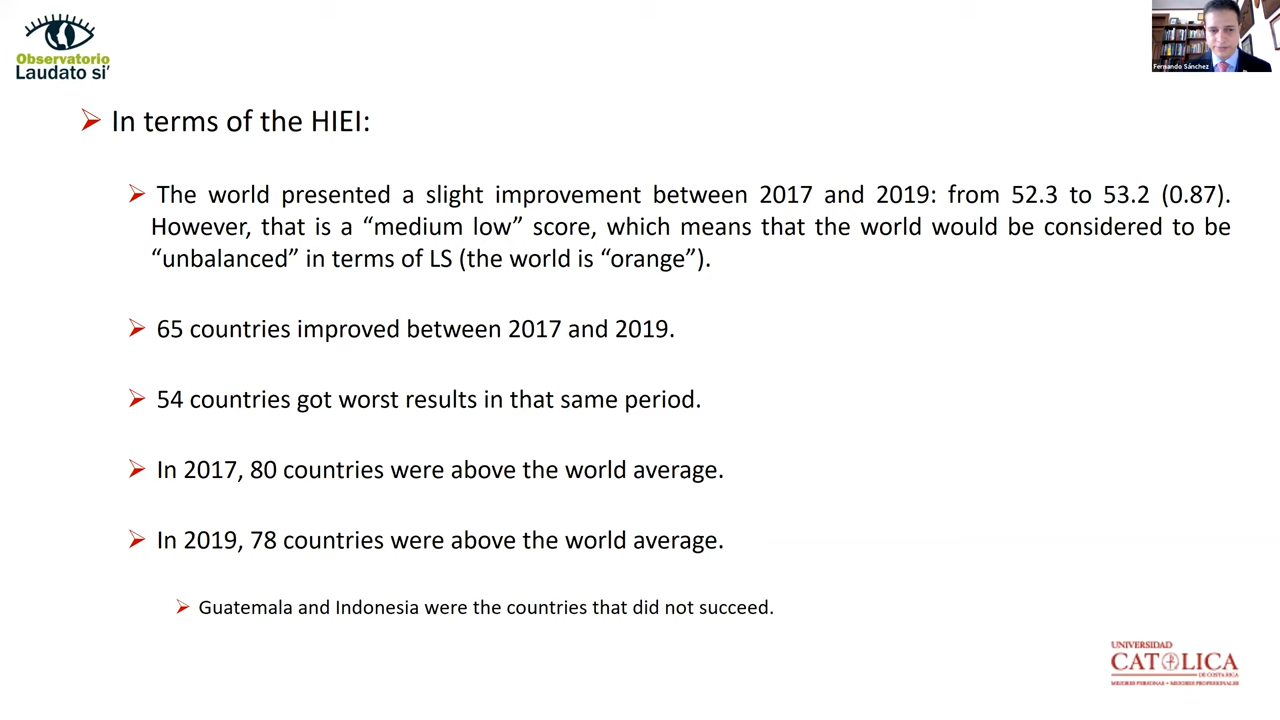 Observatorio
Laudato si’
Fernando Sánchez
In terms of the HIEI:
The world presented a slight improvement between 2017 and 2019: from 52.3 to 53.2 (0.87).
However, that is a “medium low” score, which means that the world would be considered to be
“unbalanced” in terms of LS (the world is “orange”).
65 countries improved between 2017 and 2019.
54 countries got worst results in that same period.
In 2017, 80 countries were above the world average.
In 2019, 78 countries were above the world average.
Guatemala and Indonesia were the countries that did not succeed.
UNIVERSIDAD
CATOLICA
DE COSTA RICA
MEJORES PERSONAS • MEJORES PROFESIONALES